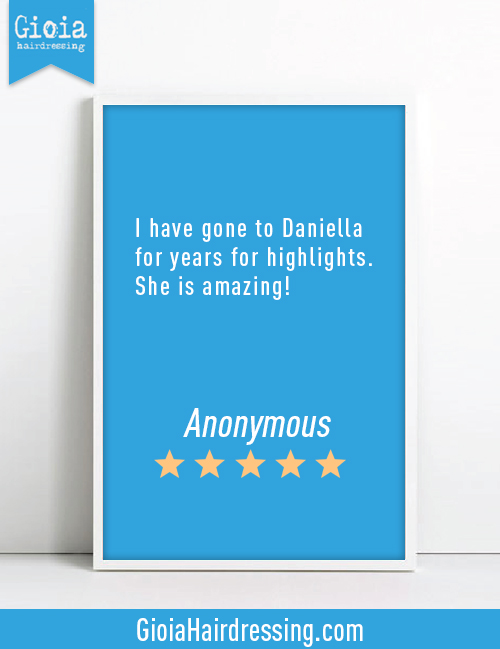 Gioia
hairdressing
I have gone to Daniella
for years for highlights.
She is amazing!
Anonymous
GioiaHairdressing.com